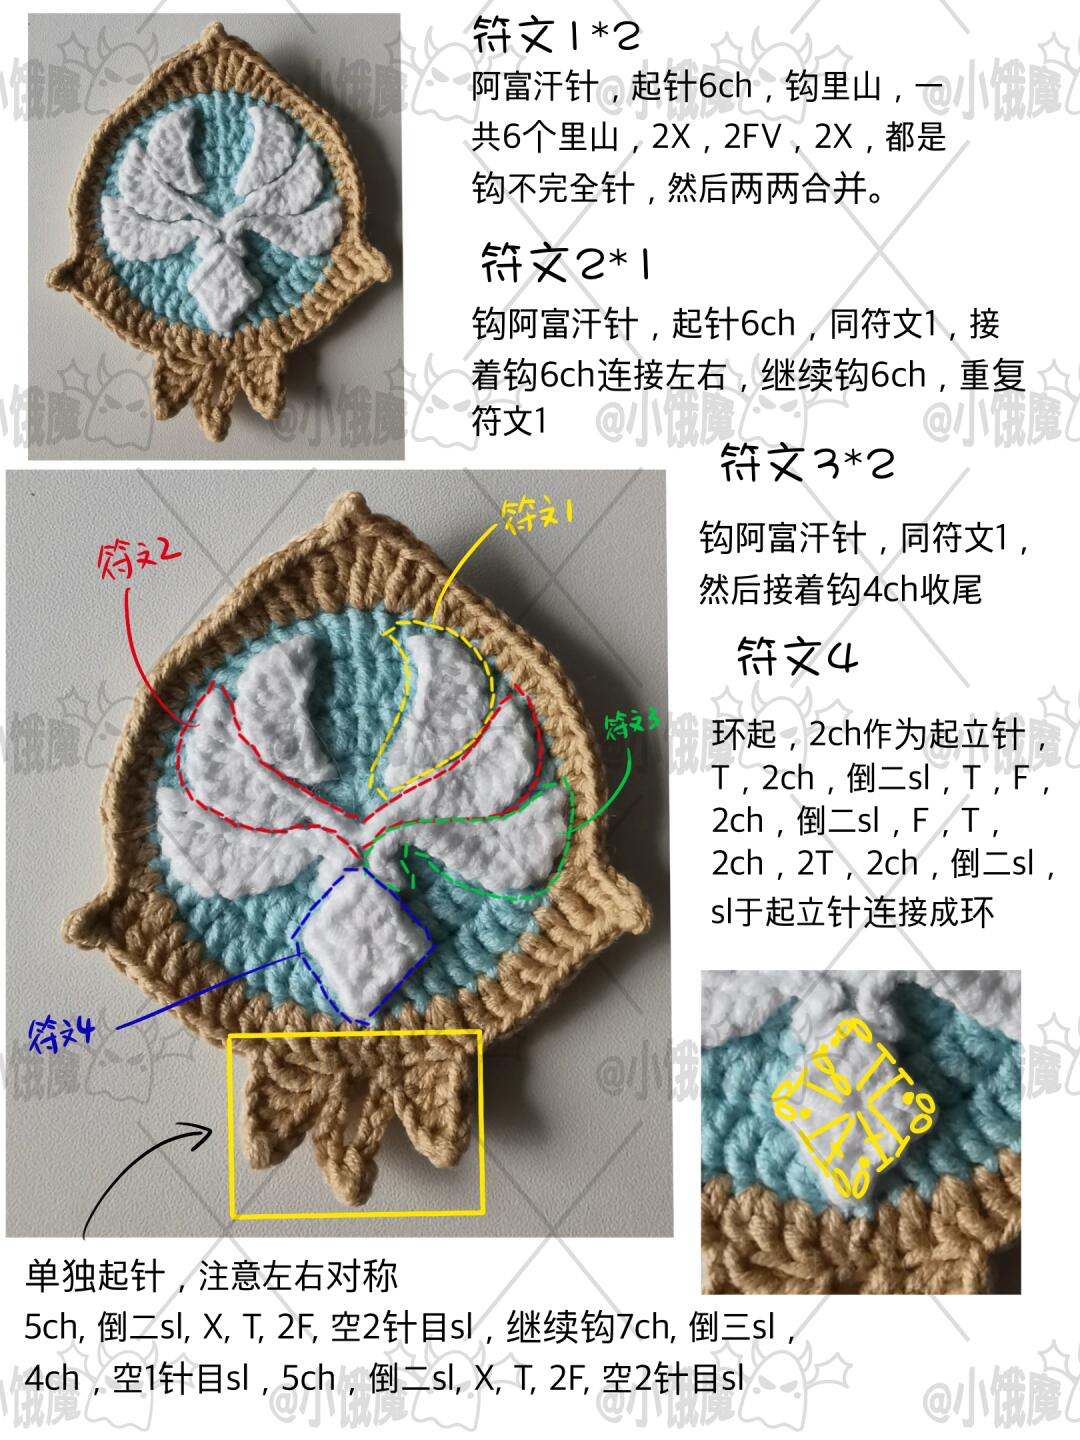 符文1*2
阿富汗针，起针6ch，钩里山，一
共6个里山，2X，2FV，2X，都是
钩不完全针，然后两两合并。
符文2*1
钩阿富汗针，起针6ch，同符文1，接
着钩6ch连接左右，继续钩6ch，重复
符文1
符文3*2
钩阿富汗针，同符文1，
然后接着钩4ch收尾
符文4
环起，2ch作为起立针，
T，2ch，倒二sl，T，F，
2ch，倒二sl，F，T，
2ch，2T，2ch，倒二sl，
sl于起立针连接成环
符文1
符文2
符文3
符文4
单独起针，注意左右对称
5ch, 倒二sl, X, T, 2F, 空2针目sl，继续钩7ch, 倒三sl，
4ch，空1针目sl，5ch，倒二sl, X, T, 2F, 空2针目sl
@小饿魔